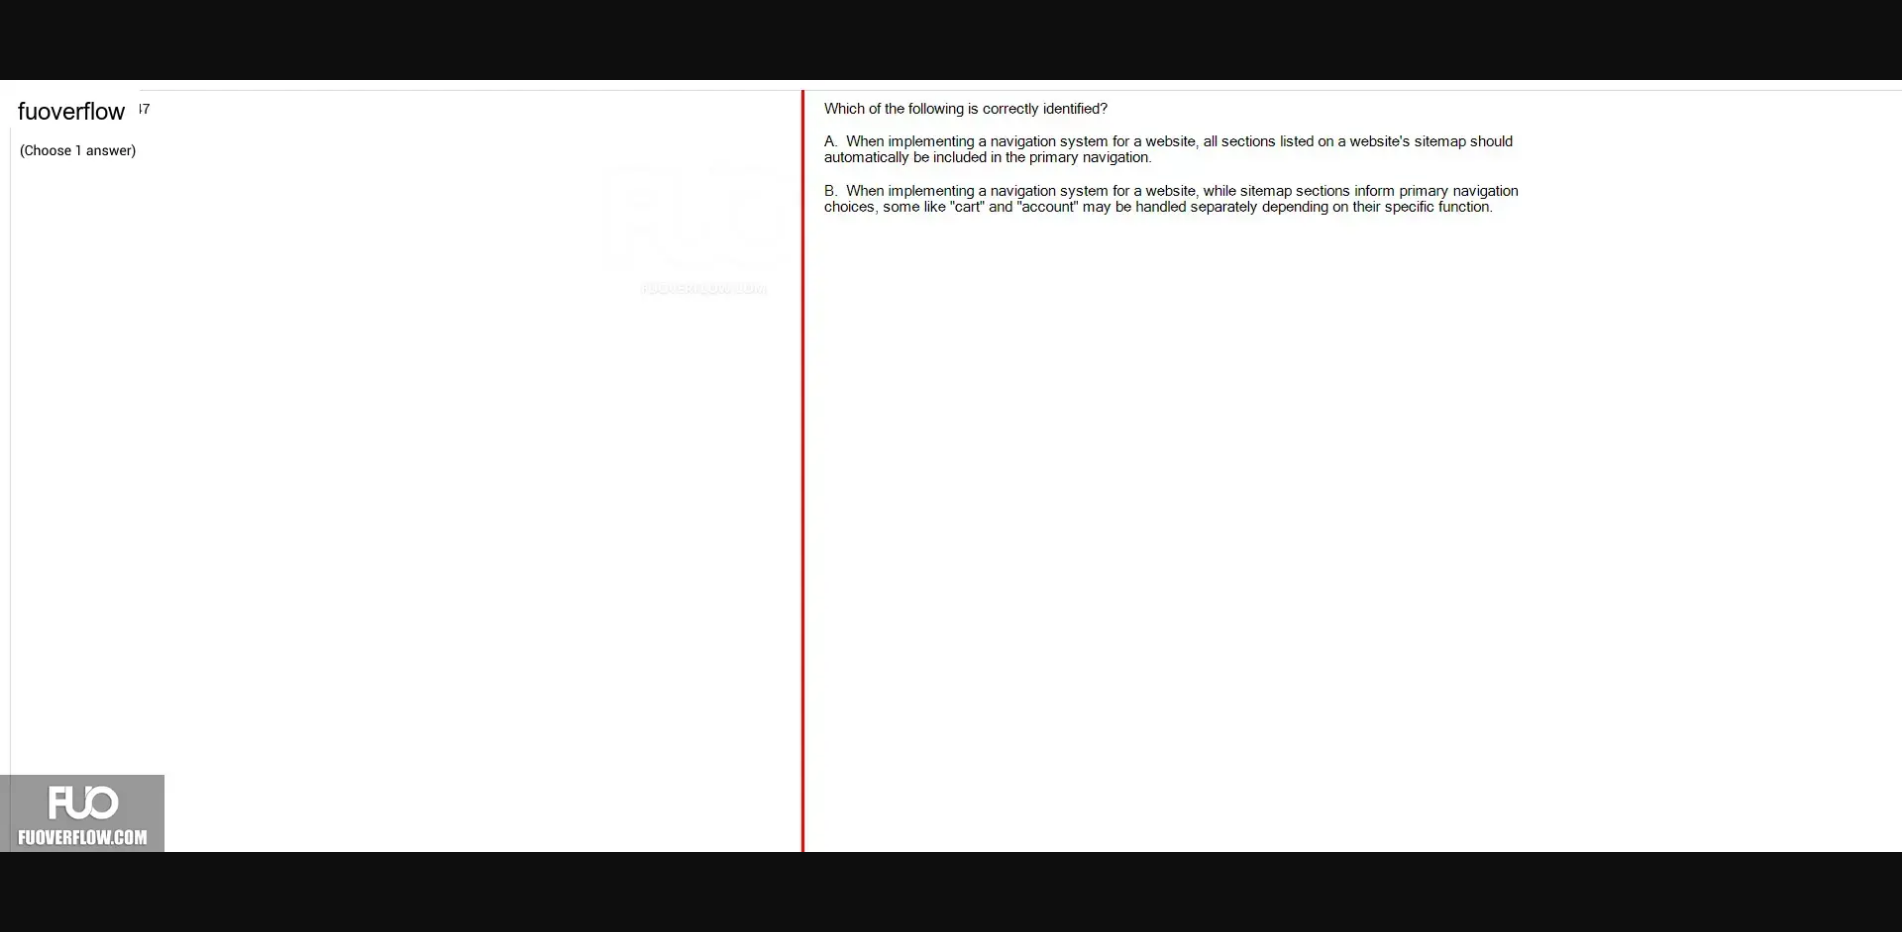 fuoverflow 47
(Choose 1 answer)
Which of the following is correctly identified?
A. When implementing a navigation system for a website, all sections listed on a website's sitemap should
automatically be included in the primary navigation.
B. When implementing a navigation system for a website, while sitemap sections inform primary navigation
choices, some like "cart" and "account" may be handled separately depending on their specific function.
FUO
FUOVERFLOW.COM
FUO
FUOVERFLOW.COM